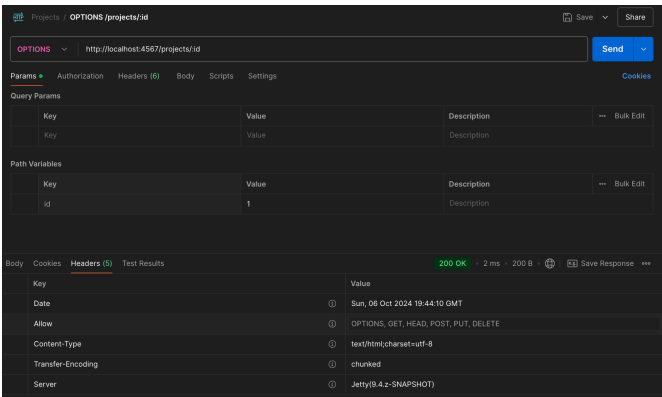 HTTP Projects / OPTIONS /projects/:id Save Share
OPTIONS http://localhost:4567/projects/:id Send
Params Authorization Headers (6) Body Scripts Settings Cookies
Query Params
Key Value Description ••• Bulk Edit
Key Value Description
Path Variables
Key Value Description ••• Bulk Edit
id 1 Description
Body Cookies Headers (5) Test Results 200 OK • 2 ms • 200 B • Save Response •••
Key Value
Date Sun, 06 Oct 2024 19:44:10 GMT
Allow OPTIONS, GET, HEAD, POST, PUT, DELETE
Content-Type text/html;charset=utf-8
Transfer-Encoding chunked
Server Jetty(9.4.z-SNAPSHOT)